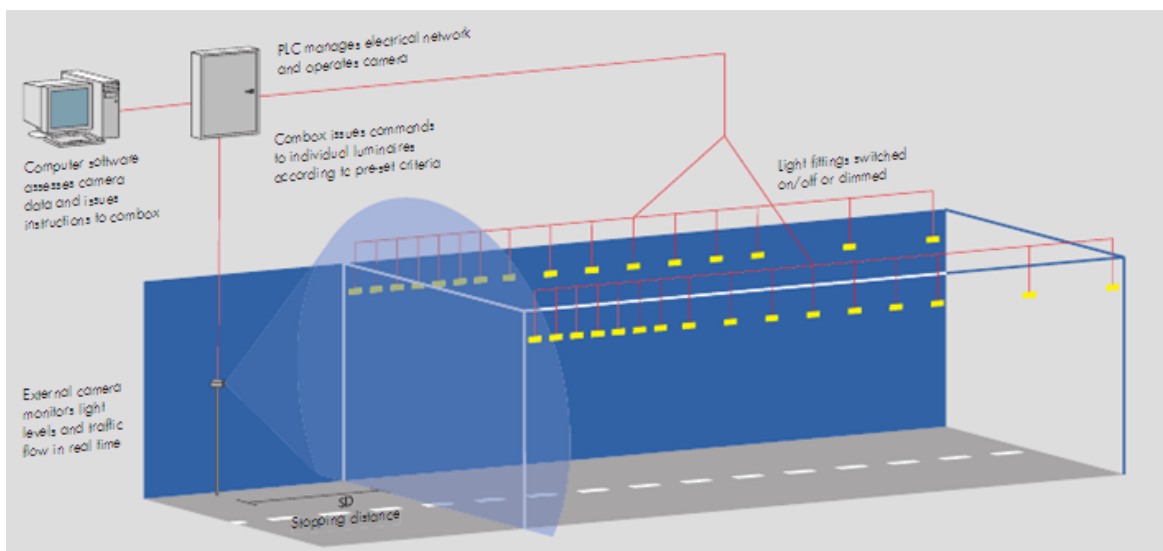 PLC manages electrical network
and operates camera
Computer software
assesses camera
data and issues
instructions to combox
Combox issues commands
to individual luminaires
according to pre-set criteria
Light fittings switched
on/off or dimmed
External camera
monitors light
levels and traffic
flow in real time
SD
Stopping distance